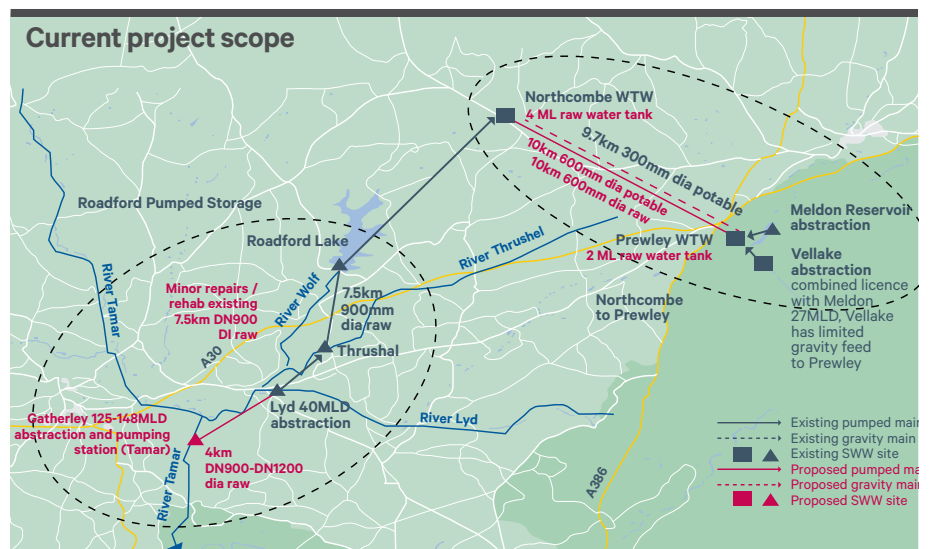 Current project scope
Northcombe WTW
4 ML raw water tank
9.7km 300mm dia potable
10km 600mm dia potable
10km 600mm dia raw
Roadford Pumped Storage
Meldon Reservoir
abstraction
Roadford Lake
River Thrushel
Prewley WTW
2 ML raw water tank
Vellake
abstraction
combined licence
with Meldon
27MLD, Vellake
has limited
gravity feed
to Prewley
River Tamar
Minor repairs /
rehab existing
7.5km DN900
DI raw
River Wolf
7.5km
900mm
dia raw
Northcombe
to Prewley
A30
Thrushal
Lyd 40MLD
abstraction
River Lyd
Gatherley 125-148MLD
abstraction and pumping
station (Tamar)
4km
DN900-DN1200
dia raw
River Tamar
A386
Existing pumped main
Existing gravity main
Existing SWW site
Proposed pumped ma
Proposed gravity main
Proposed SWW site